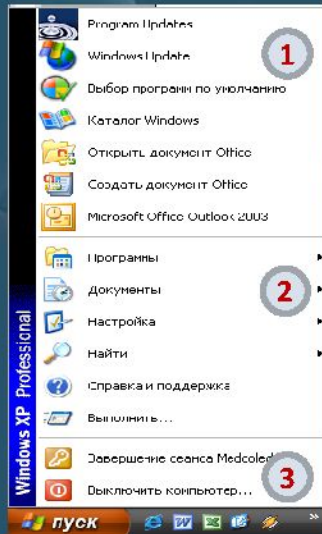 Program Updates
Windows Update
1
Выбор программ по умолчанию
Каталог Windows
Открыть документ Office
Создать документ Office
Microsoft Office Outlook 2003
Программы
Документы
2
Настройка
Найти
Справка и поддержка
Выполнить...
Завершение сеанса Medcoled
3
Выключить компьютер...
Windows XP Professional
пуск